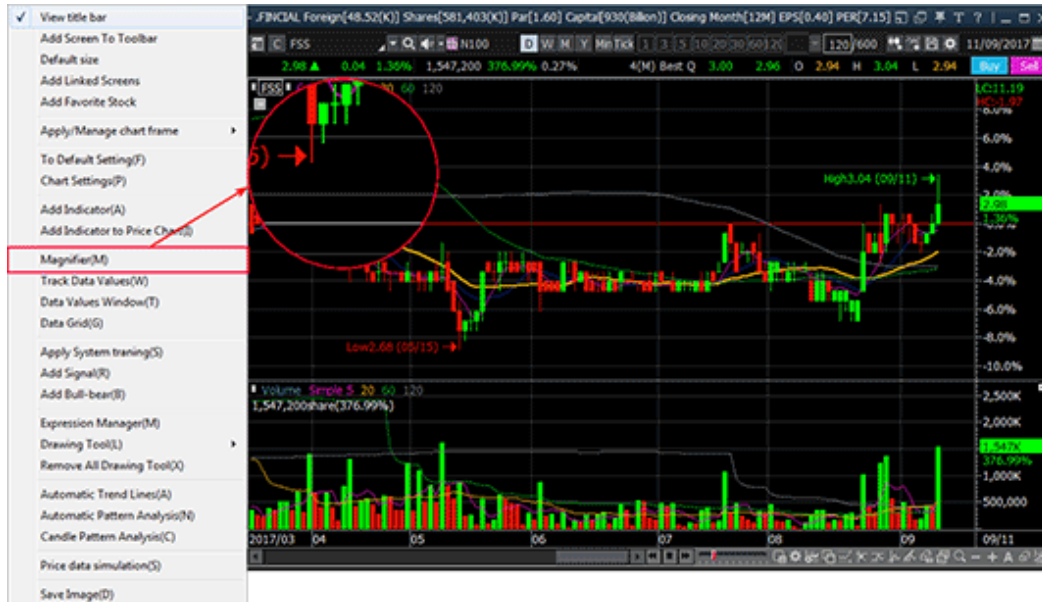 View title bar
Add Screen To Toolbar
Default size
Add Linked Screens
Add Favorite Stock
Apply/Manage chart frame
To Default Setting(F)
Chart Settings(P)
Add Indicator(A)
Add Indicator to Price Chart(J)
Magnifier(M)
Track Data Values(W)
Data Values Window(T)
Data Grid(G)
Apply System traning(S)
Add Signal(R)
Add Bull-bear(B)
Expression Manager(M)
Drawing Tool(L)
Remove All Drawing Tool(X)
Automatic Trend Lines(A)
Automatic Pattern Analysis(N)
Candle Pattern Analysis(C)
Price data simulation(S)
Save Image(D)
.FINCIAL Foreign[48.52(K)] Shares[581,403(K)] Par[1.60] Capital[930(Billion)] Closing Month[12M] EPS[0.40] PER[7.15]
C FSS N100 D W M Y Min Tick 1 3 5 10 20 30 60 120 120 /600 11/09/2017
2.98 ▲ 0.04 1.36% 1,547,200 376.99% 0.27% 4(M) Best Q 3.00 2.96 O 2.94 H 3.04 L 2.94 Buy Sell
FSS 60 120
LC:11.19
HC:-1.97
-8.0%
-6.0%
-4.0%
High3.04 (09/11)
2.0%
2.98
1.36%
-2.0%
-4.0%
-6.0%
Low2.68 (05/15)
-8.0%
-10.0%
Volume Simple 5 20 60 120
1,547,200share(376.99%)
2,500K
2,000K
1,547K
376.99%
1,000K
500,000
2017/03 04 05 06 07 08 09 09/11